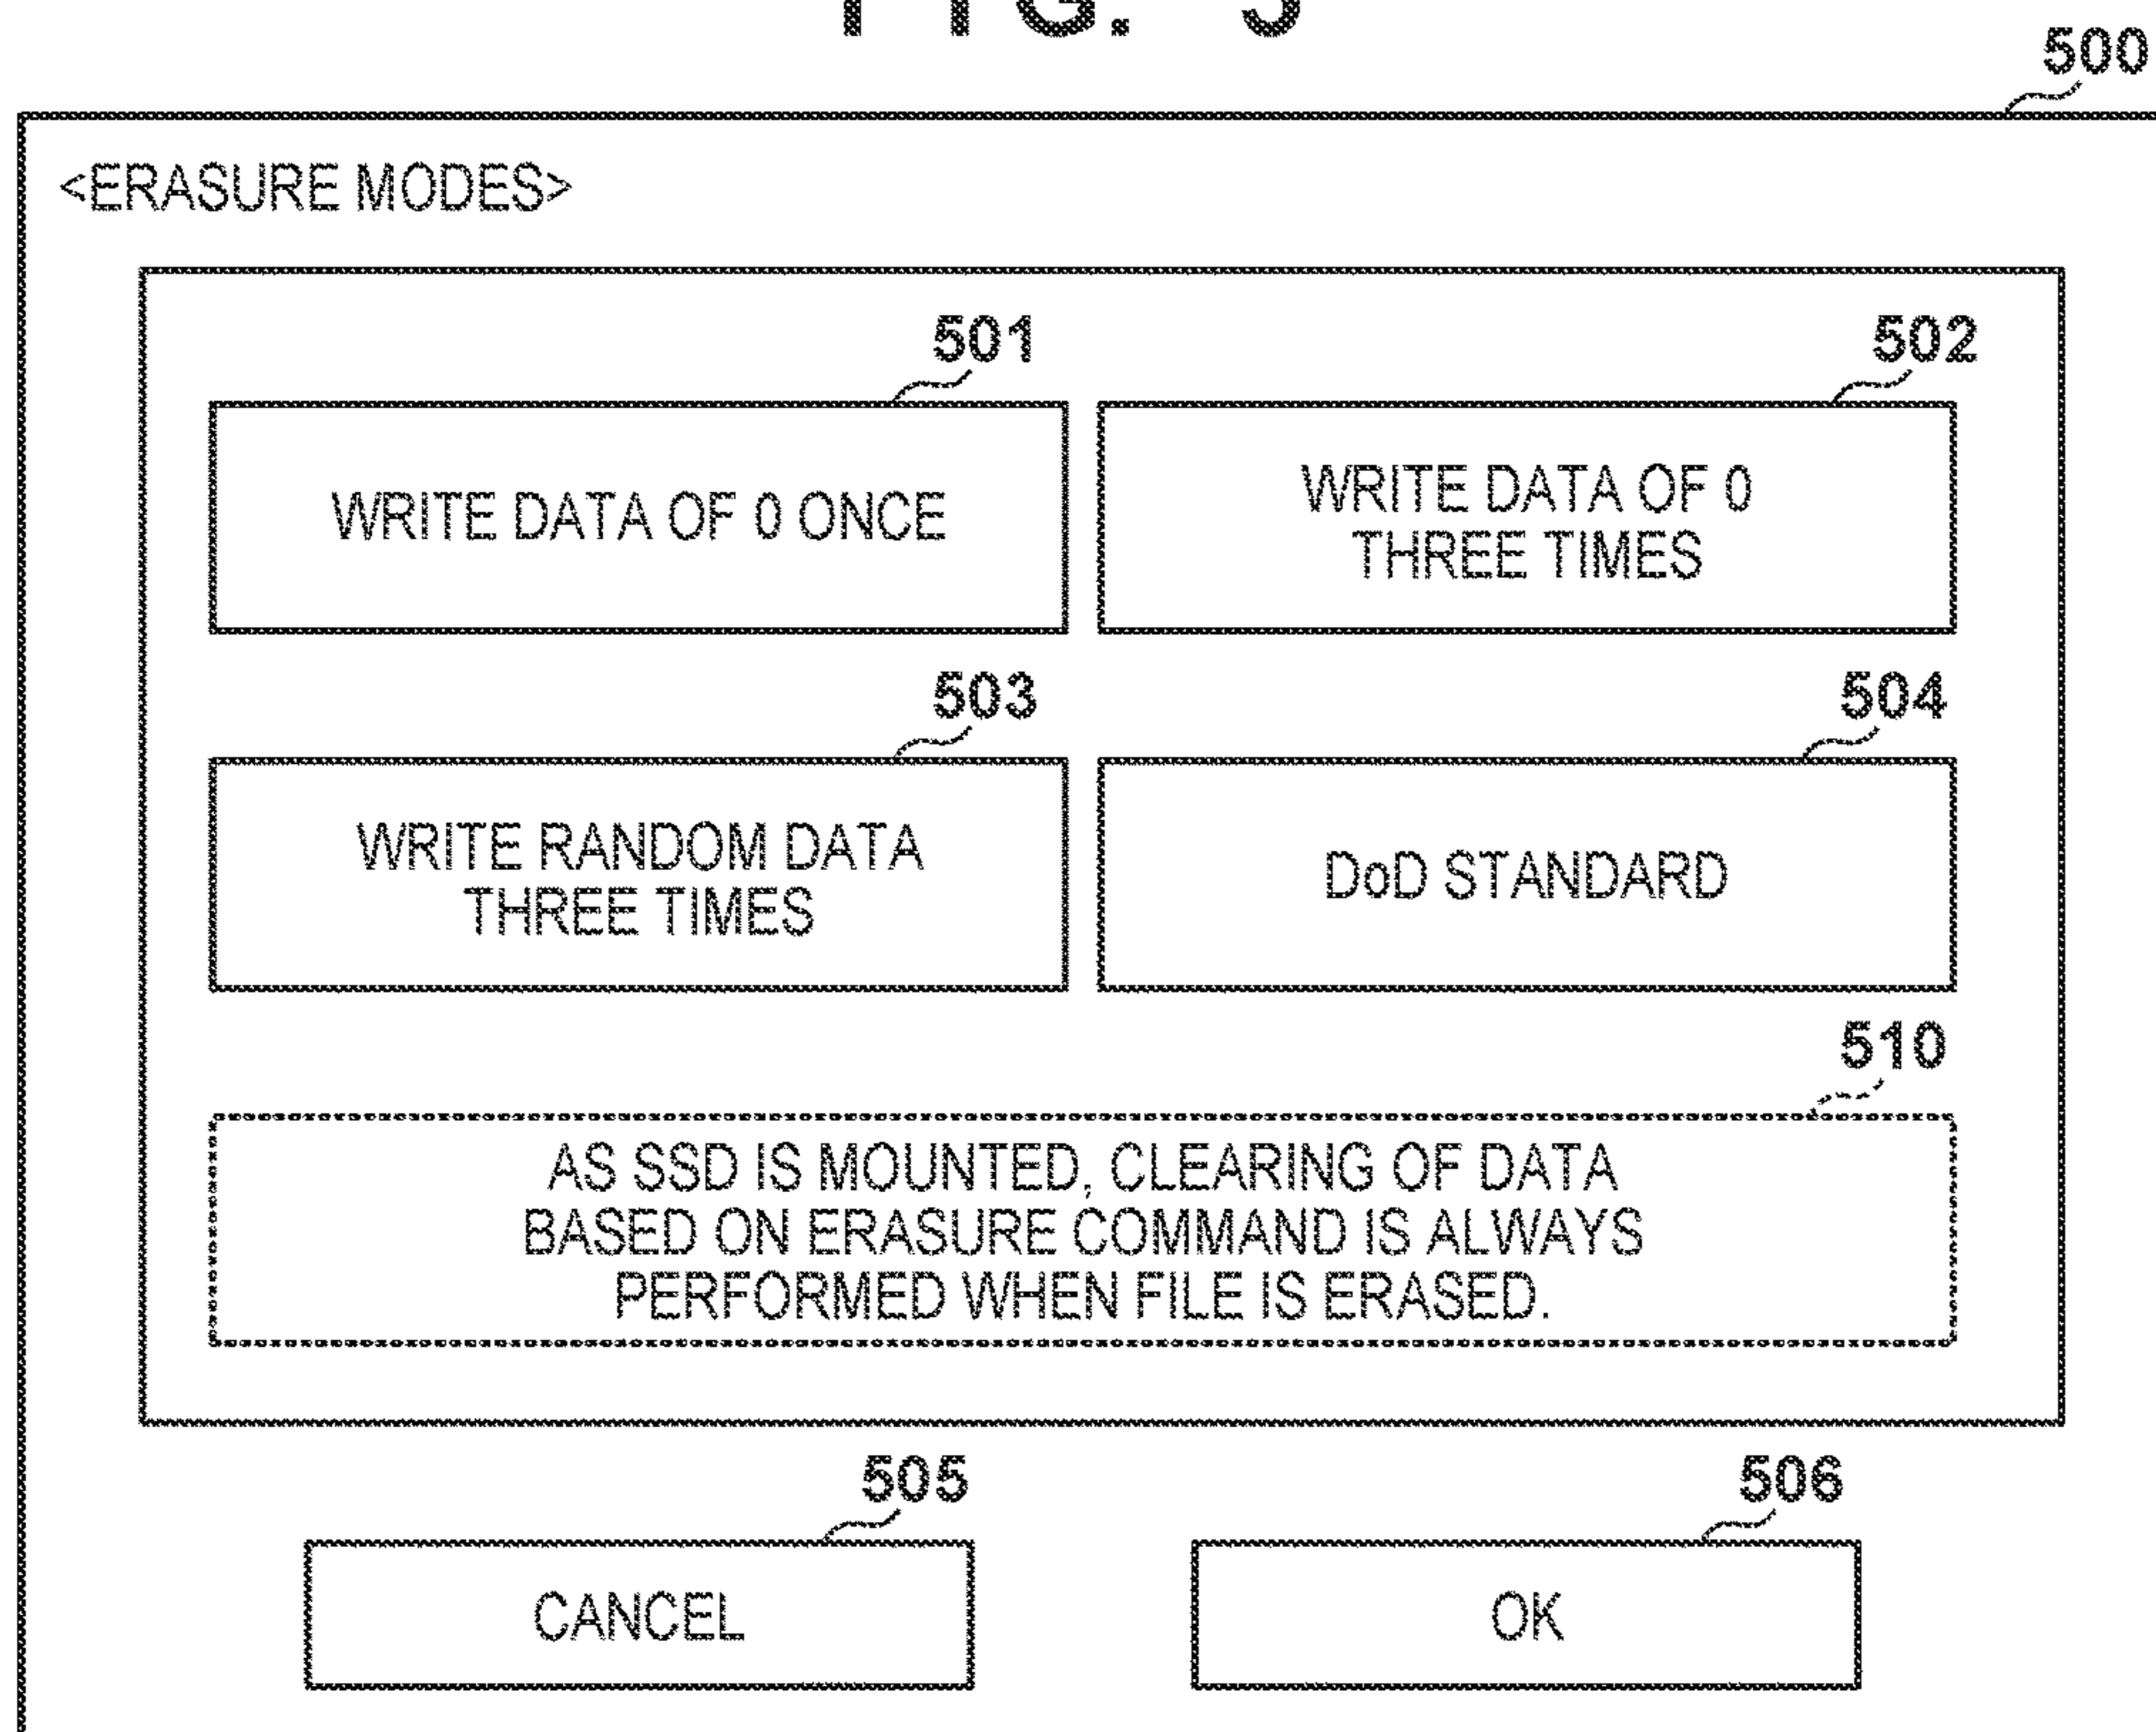 FIG.
500
<ERASURE MODES>
501
502
WRITE DATA OF 0 ONCE
WRITE DATA OF 0
THREE TIMES
503
504
WRITE RANDOM DATA
THREE TIMES
DoD STANDARD
510
AS SSD IS MOUNTED, CLEARING OF DATA
BASED ON ERASURE COMMAND IS ALWAYS
PERFORMED WHEN FILE IS ERASED.
505
506
CANCEL
OK